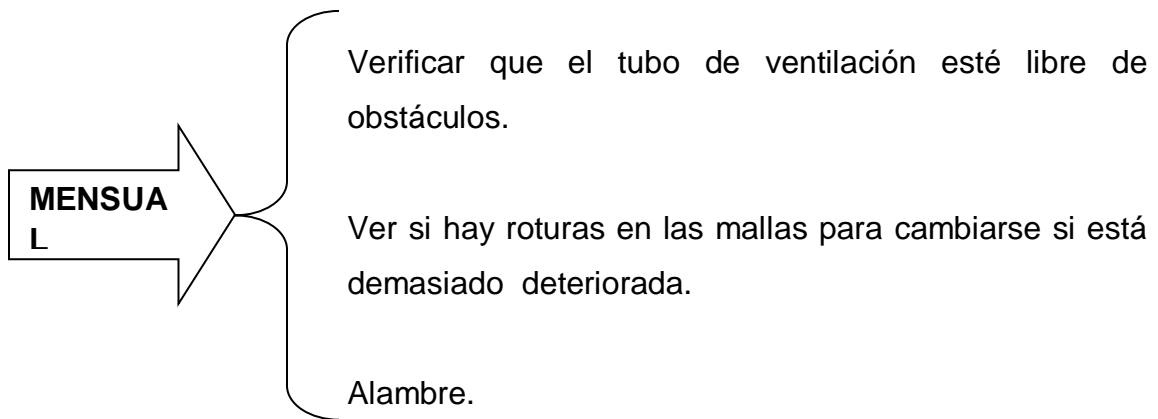 MENSUA
L
Verificar que el tubo de ventilación esté libre de
obstáculos.
Ver si hay roturas en las mallas para cambiarse si está
demasiado deteriorada.
Alambre.